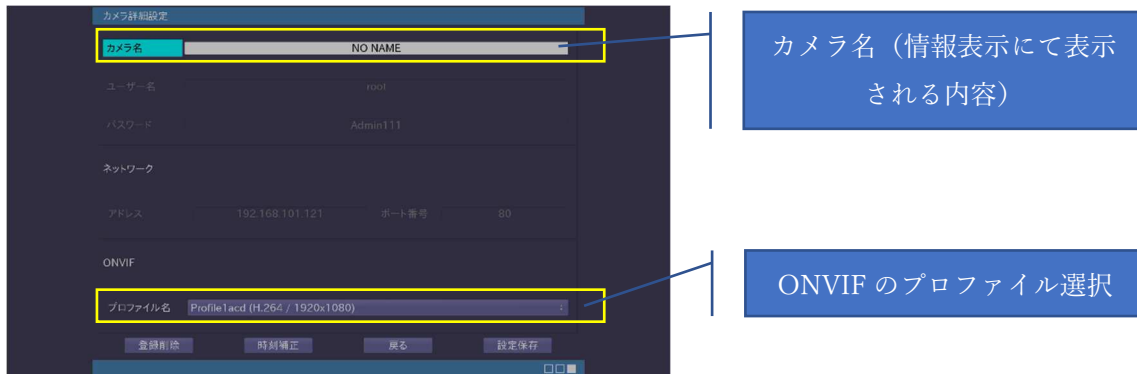 カメラ詳細設定
カメラ名 NO NAME
ユーザー名 root
パスワード Admin111
ネットワーク
アドレス 192.168.101.121 ポート番号 80
ONVIF
プロファイル名 Profile1acd (H.264 / 1920x1080)
登録削除 時刻補正 戻る 設定保存
カメラ名（情報表示にて表示
される内容）
ONVIF のプロファイル選択